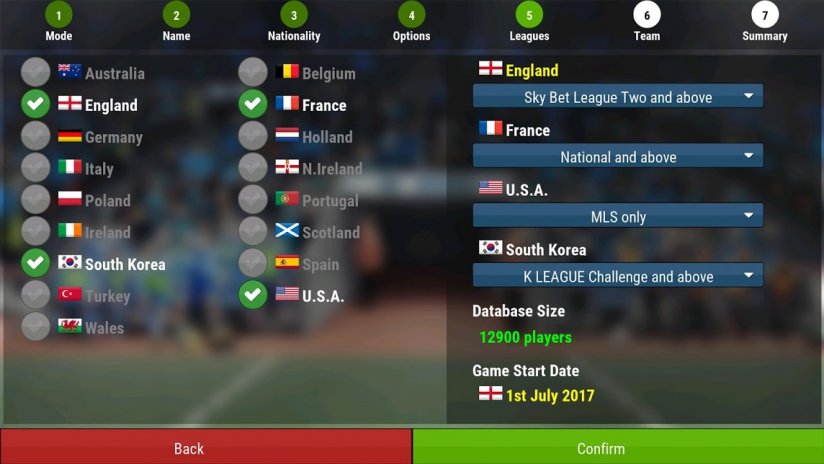 1 2 3 4 5 6 7
Mode Name Nationality Options Leagues Team Summary
Australia Belgium
England France
Germany Holland
Italy N.Ireland
Poland Portugal
Ireland Scotland
South Korea Spain
Turkey U.S.A.
Wales
England
Sky Bet League Two and above
France
National and above
U.S.A.
MLS only
South Korea
K LEAGUE Challenge and above
Database Size
12900 players
Game Start Date
1st July 2017
Back Confirm